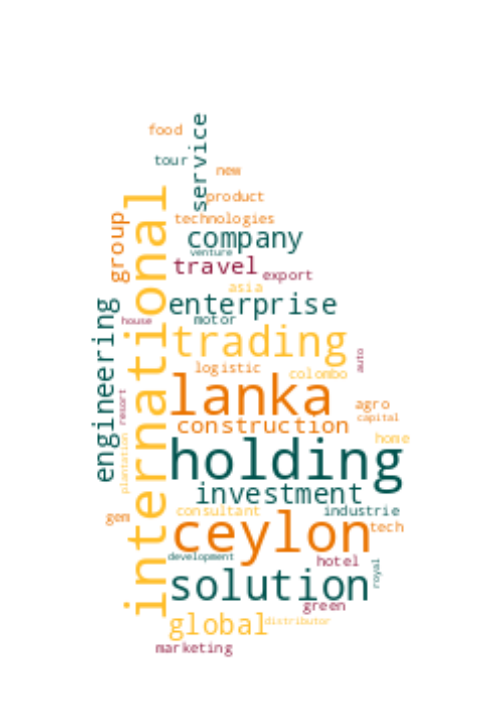 food
service
tour
new
product
group
technologies
company
venture
travel
export
international
asia
engineering
enterprise
house
motor
trading
auto
logistic
colombo
lanka
resort
agro
capital
construction
home
plantation
holding
investment
gem
consultant
industrie
ceylon
tech
development
hotel
royal
solution
green
global
distributor
marketing